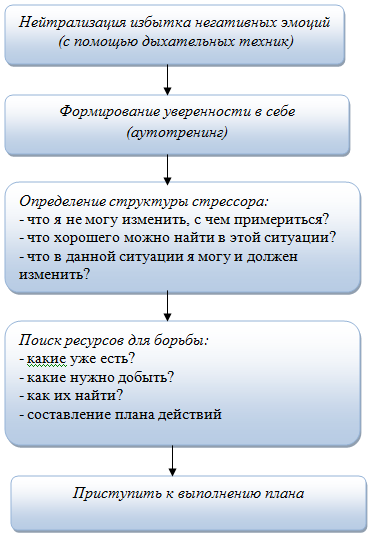 Нейтрализация избытка негативных эмоций
(с помощью дыхательных техник)
Формирование уверенности в себе
(аутотренинг)
Определение структуры стрессора:
- что я не могу изменить, с чем примериться?
- что хорошего можно найти в этой ситуации?
- что в данной ситуации я могу и должен
изменить?
Поиск ресурсов для борьбы:
- какие уже есть?
- какие нужно добыть?
- как их найти?
- составление плана действий
Приступить к выполнению плана